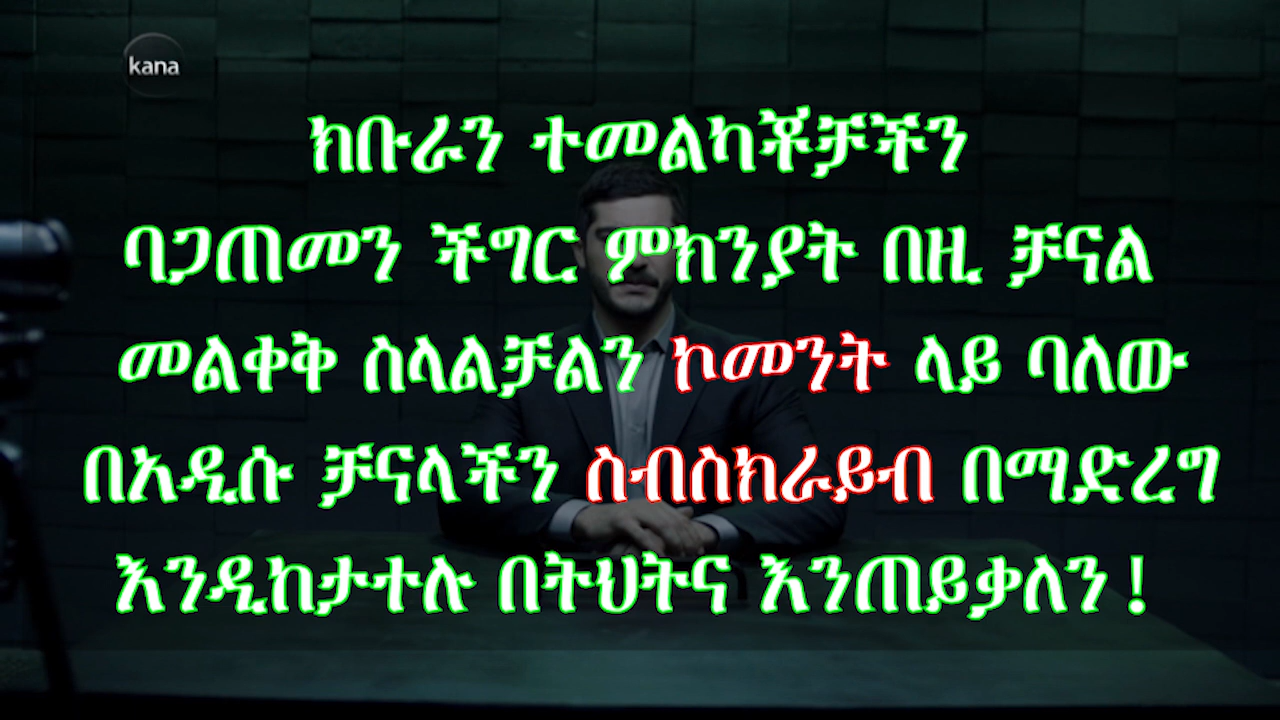 kana
ክቡራን ተመልካቾቻችን
ባጋጠመን ችግር ምክንያት በዚ ቻናል
መልቀቅ ስላልቻልን ኮመንት ላይ ባለው
በአዲሱ ቻናላችን ስብስክራይብ በማድረግ
እንዲከታተሉ በትህትና እንጠይቃለን !